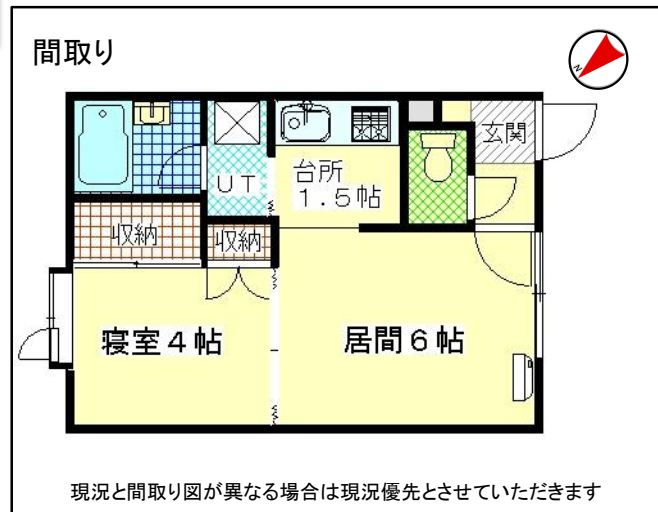 間取り
N
玄関
UT
台所
1.5帖
収納
収納
寝室4帖
居間6帖
現況と間取り図が異なる場合は現況優先とさせていただきます